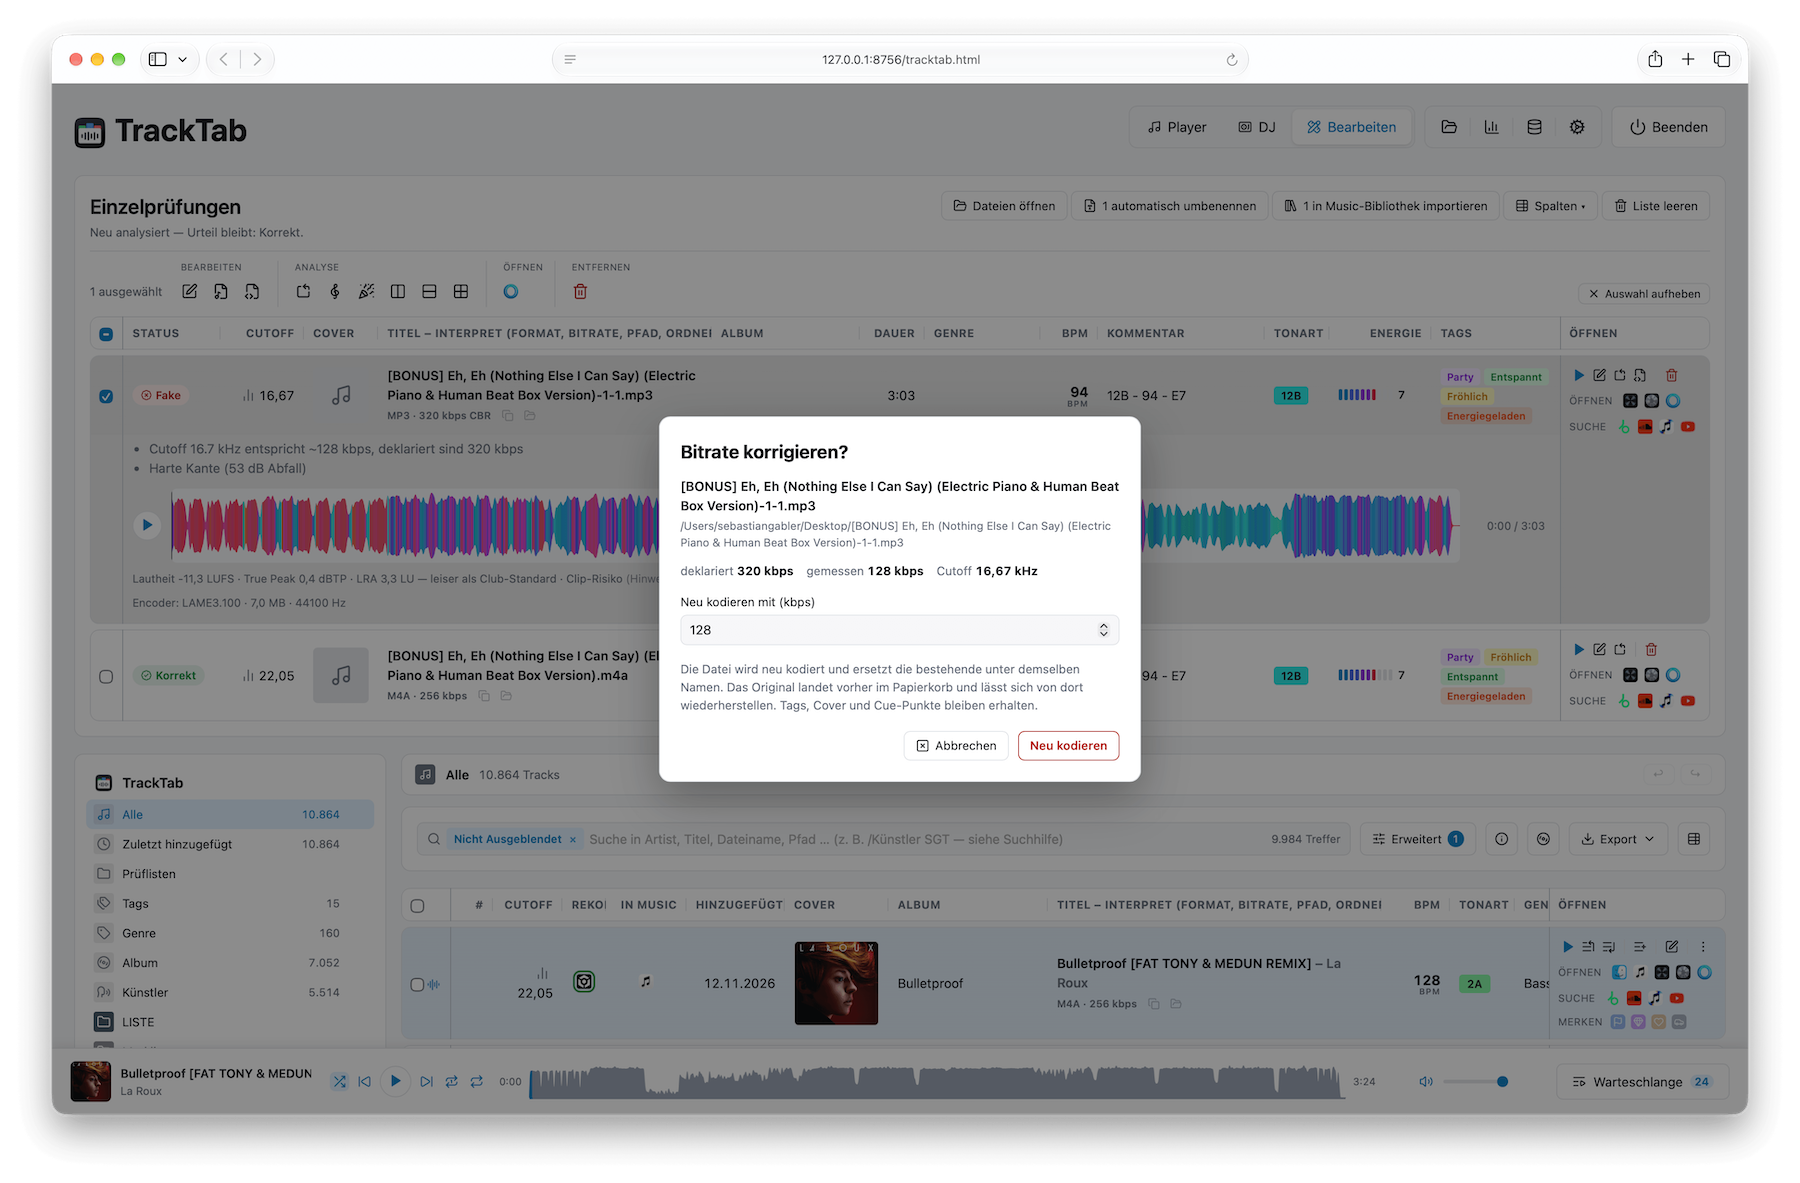 127.0.0.1:8756/tracktab.html
TrackTab
Player
DJ
Bearbeiten
Beenden
Einzelprüfungen
Neu analysiert — Urteil bleibt: Korrekt.
Dateien öffnen
1 automatisch umbenennen
1 in Music-Bibliothek importieren
Spalten
Liste leeren
BEARBEITEN
ANALYSE
ÖFFNEN
ENTFERNEN
1 ausgewählt
Auswahl aufheben
STATUS CUTOFF COVER TITEL – INTERPRET (FORMAT, BITRATE, PFAD, ORDNEI ALBUM DAUER GENRE BPM KOMMENTAR TONART ENERGIE TAGS ÖFFNEN
Fake
16,67
[BONUS] Eh, Eh (Nothing Else I Can Say) (Electric
Piano & Human Beat Box Version)-1-1.mp3
MP3 · 320 kbps CBR
3:03
94
BPM
12B - 94 - E7
12B
7
Party Entspannt
Fröhlich
Energiegeladen
ÖFFNEN
SUCHE
Cutoff 16.7 kHz entspricht ~128 kbps, deklariert sind 320 kbps
Harte Kante (53 dB Abfall)
0:00 / 3:03
Lautheit -11,3 LUFS · True Peak 0,4 dBTP · LRA 3,3 LU — leiser als Club-Standard · Clip-Risiko (Hinwe
Encoder: LAME3.100 · 7,0 MB · 44100 Hz
Korrekt
22,05
[BONUS] Eh, Eh (Nothing Else I Can Say) (El
Piano & Human Beat Box Version).m4a
M4A · 256 kbps
94 - E7
12B
7
Party Fröhlich
Entspannt
Energiegeladen
ÖFFNEN
SUCHE
Bitrate korrigieren?
[BONUS] Eh, Eh (Nothing Else I Can Say) (Electric Piano & Human Beat
Box Version)-1-1.mp3
/Users/sebastiangabler/Desktop/[BONUS] Eh, Eh (Nothing Else I Can Say) (Electric
Piano & Human Beat Box Version)-1-1.mp3
deklariert 320 kbps gemessen 128 kbps Cutoff 16,67 kHz
Neu kodieren mit (kbps)
128
Die Datei wird neu kodiert und ersetzt die bestehende unter demselben
Namen. Das Original landet vorher im Papierkorb und lässt sich von dort
wiederherstellen. Tags, Cover und Cue-Punkte bleiben erhalten.
Abbrechen
Neu kodieren
TrackTab
Alle 10.864
Zuletzt hinzugefügt 10.864
Prüflisten
Tags 15
Genre 160
Album 7.052
Künstler 5.514
LISTE
Alle 10.864 Tracks
Nicht Ausgeblendet ×
Suche in Artist, Titel, Dateiname, Pfad ... (z. B. /Künstler SGT — siehe Suchhilfe)
9.984 Treffer
Erweitert 1
Export
# CUTOFF REKOI IN MUSIC HINZUGEFÜGT COVER ALBUM TITEL – INTERPRET (FORMAT, BITRATE, PFAD, ORDNEI BPM TONART GEN ÖFFNEN
22,05
12.11.2026
LA ROUX
Bulletproof
Bulletproof [FAT TONY & MEDUN REMIX] – La
Roux
M4A · 256 kbps
128
BPM
2A
Bass
ÖFFNEN
SUCHE
MERKEN
Bulletproof [FAT TONY & MEDUN
La Roux
0:00
3:24
Warteschlange 24